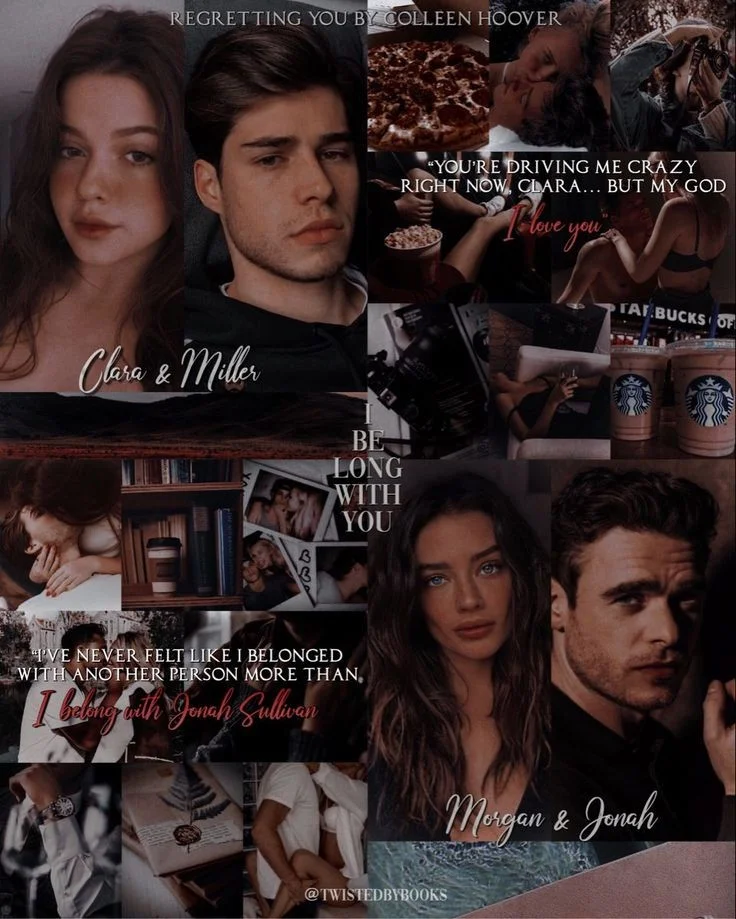 REGRETTING YOU BY COLLEEN HOOVER
"YOU'RE DRIVING ME CRAZY
RIGHT NOW, CLARA... BUT MY GOD
I love you"
STARBUCKS COF
Clara & Miller
I
BE
LONG
WITH
YOU
"I'VE NEVER FELT LIKE I BELONGED
WITH ANOTHER PERSON MORE THAN
I belong with Jonah Sullivan
Morgan & Jonah
@TWISTEDBYBOOKS